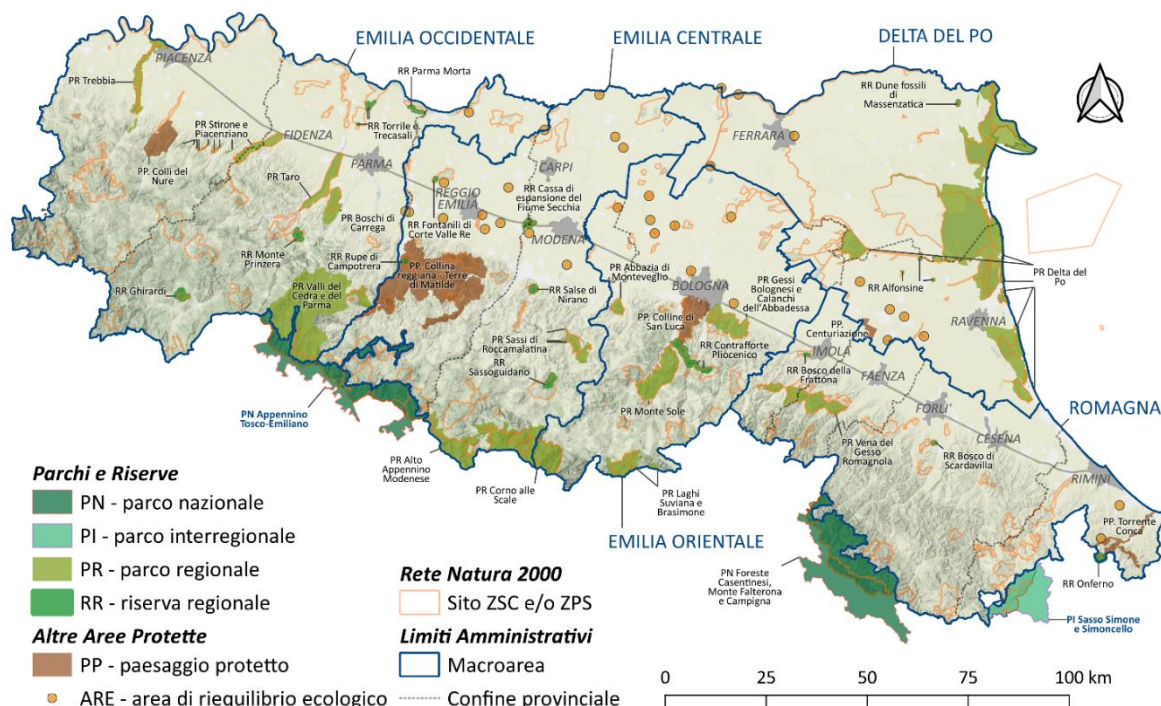 EMILIA OCCIDENTALE
EMILIA CENTRALE
DELTA DEL PO
PIACENZA
PR Trebbia
RR Parma Morta
RR Dune fossili
di
Massenzatica
PR Stirone e
Piacenziano
FIDENZA
RR Torrile e
Trecasali
FERRARA
PP. Colli del
Nure
PARMA
CARPI
PR Taro
REGGIO
EMILIA
RR Cassa di
espansione del
Fiume Secchia
PR Boschi di
Carrega
RR Fontanili di
Corte Valle Re
MODENA
RR Monte
Prinzera
RR Rupe di
Campotrera
PP. Collina
reggiana - Terre
di Matilde
PR Abbazia di
Monteveglio
BOLOGNA
PR Gessi
Bolognesi e
Calanchi
dell'Abbadessa
PR Delta del
Po
RR Ghirardi
PR Valli del
Cedra e del
Parma
RR Salse di
Nirano
RR Alfonsine
PP. Colline di
San Luca
PP.
Centuriazione
RAVENNA
PR Sassi di
Roccamalatina
RR Contrafforte
Pliocenico
IMOLA
RR
Sassoguidano
RR Bosco della
Frattona
FAENZA
PN Appennino
Tosco-Emiliano
PR Monte Sole
FORLI'
ROMAGNA
PR Vena del
Gesso
Romagnola
CESENA
RR Bosco di
Scardavilla
PR Alto
Appennino
Modenese
RIMINI
PR Corno alle
Scale
PR Laghi
Suviana e
Brasimone
PP. Torrente
Conca
EMILIA ORIENTALE
PN Foreste
Casentinesi,
Monte Falterona
e Campigna
RR Onferno
PI Sasso Simone
e Simoncello
Parchi e Riserve
PN - parco nazionale
PI - parco interregionale
PR - parco regionale
RR - riserva regionale
Altre Aree Protette
PP - paesaggio protetto
ARE - area di riequilibrio ecologico
Rete Natura 2000
Sito ZSC e/o ZPS
Limiti Amministrativi
Macroarea
Confine provinciale
0 25 50 75 100 km